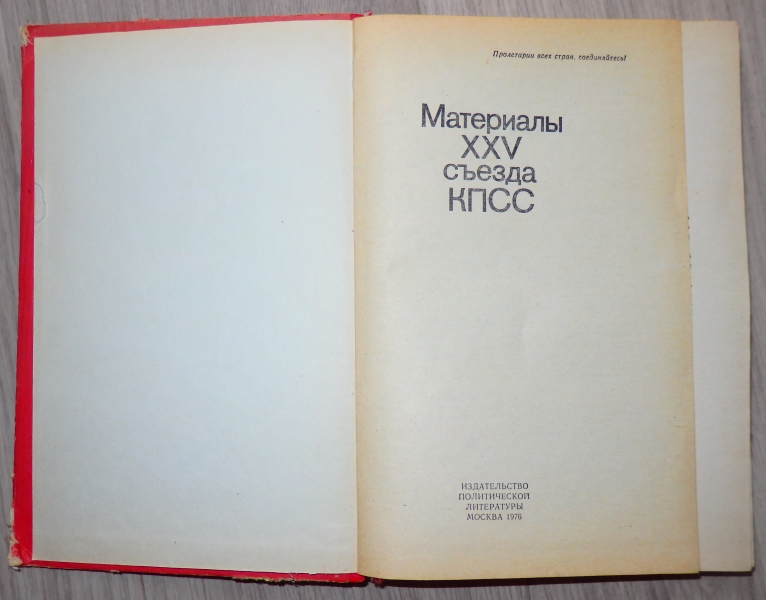 Пролетарии всех стран, соединяйтесь!
Материалы
XXV
съезда
КПСС
ИЗДАТЕЛЬСТВО
ПОЛИТИЧЕСКОЙ
ЛИТЕРАТУРЫ
МОСКВА 1976